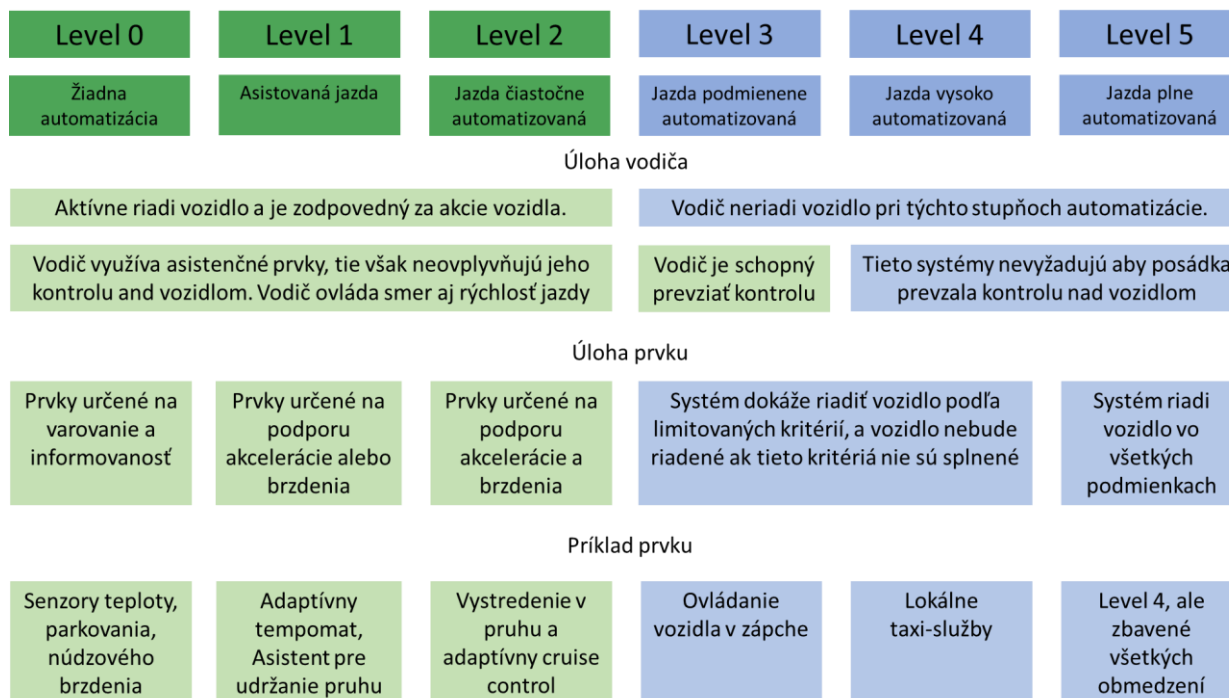 Level 0
Level 1
Level 2
Level 3
Level 4
Level 5
Žiadna
automatizácia
Asistovaná jazda
Jazda čiastočne
automatizovaná
Jazda podmienene
automatizovaná
Jazda vysoko
automatizovaná
Jazda plne
automatizovaná
Úloha vodiča
Aktívne riadi vozidlo a je zodpovedný za akcie vozidla.
Vodič neriadi vozidlo pri týchto stupňoch automatizácie.
Vodič využíva asistenčné prvky, tie však neovplyvňujú jeho
kontrolu and vozidlom. Vodič ovláda smer aj rýchlosť jazdy
Vodič je schopný
prevziať kontrolu
Tieto systémy nevyžadujú aby posádka
prevzala kontrolu nad vozidlom
Úloha prvku
Prvky určené na
varovanie a
informovanosť
Prvky určené na
podporu
akcelerácie alebo
brzdenia
Prvky určené na
podporu
akcelerácie a
brzdenia
Systém dokáže riadiť vozidlo podľa
limitovaných kritérií, a vozidlo nebude
riadené ak tieto kritériá nie sú splnené
Systém riadi
vozidlo vo
všetkých
podmienkach
Príklad prvku
Senzory teploty,
parkovania,
núdzového
brzdenia
Adaptívny
tempomat,
Asistent pre
udržanie pruhu
Vystredenie v
pruhu a
adaptívny cruise
control
Ovládanie
vozidla v zápche
Lokálne
taxi-služby
Level 4, ale
zbavené
všetkých
obmedzení